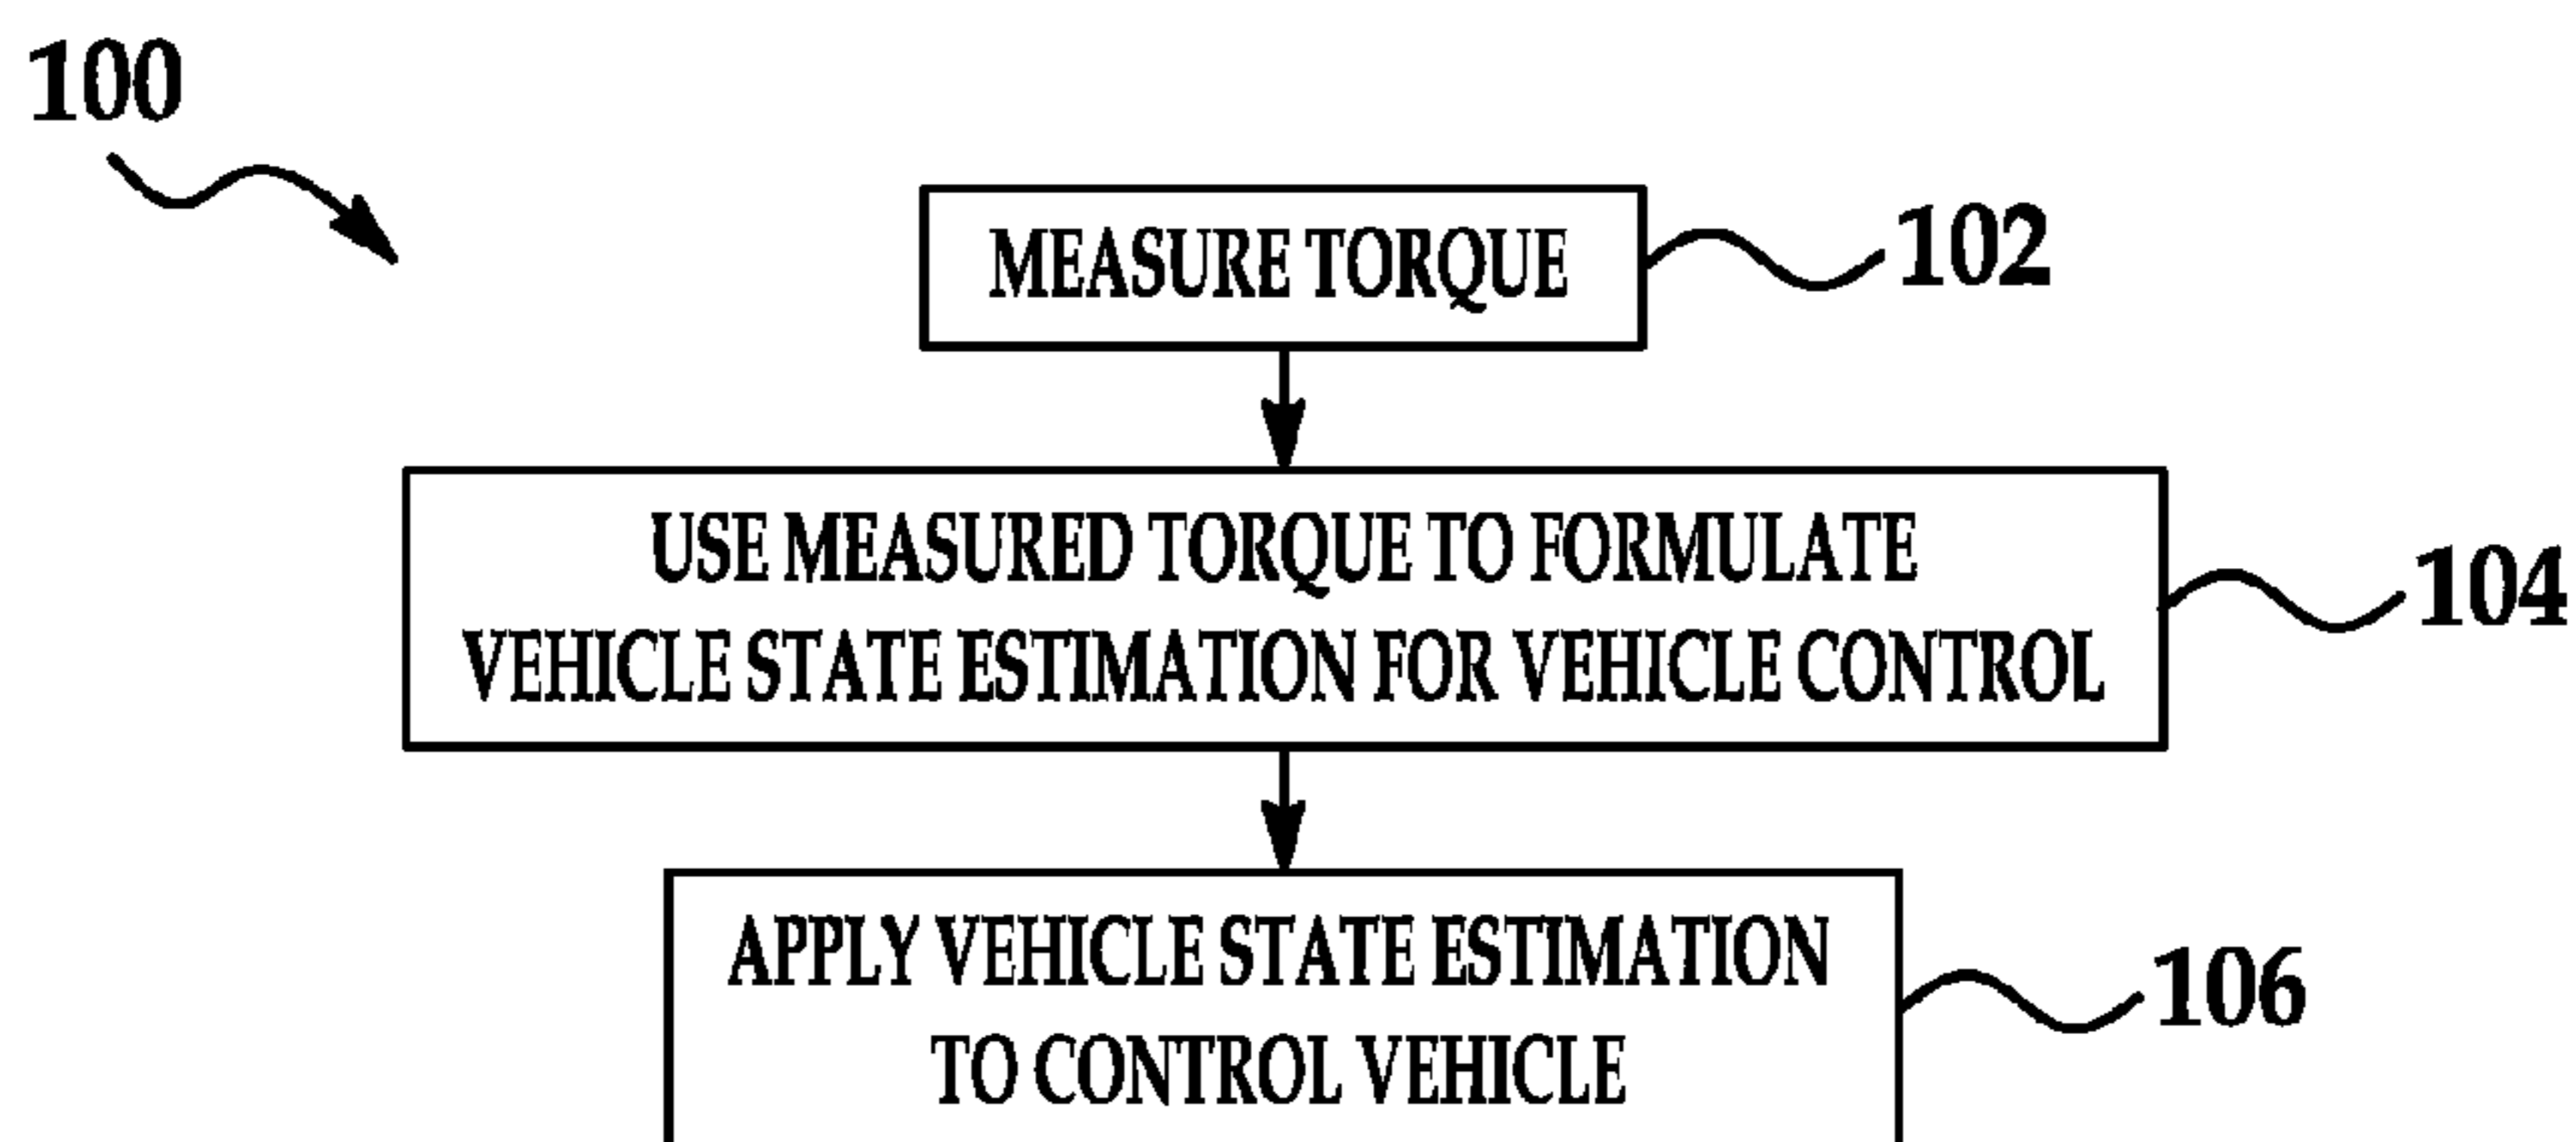 100
MEASURE TORQUE
102
USE MEASURED TORQUE TO FORMULATE
VEHICLE STATE ESTIMATION FOR VEHICLE CONTROL
104
APPLY VEHICLE STATE ESTIMATION
TO CONTROL VEHICLE
106